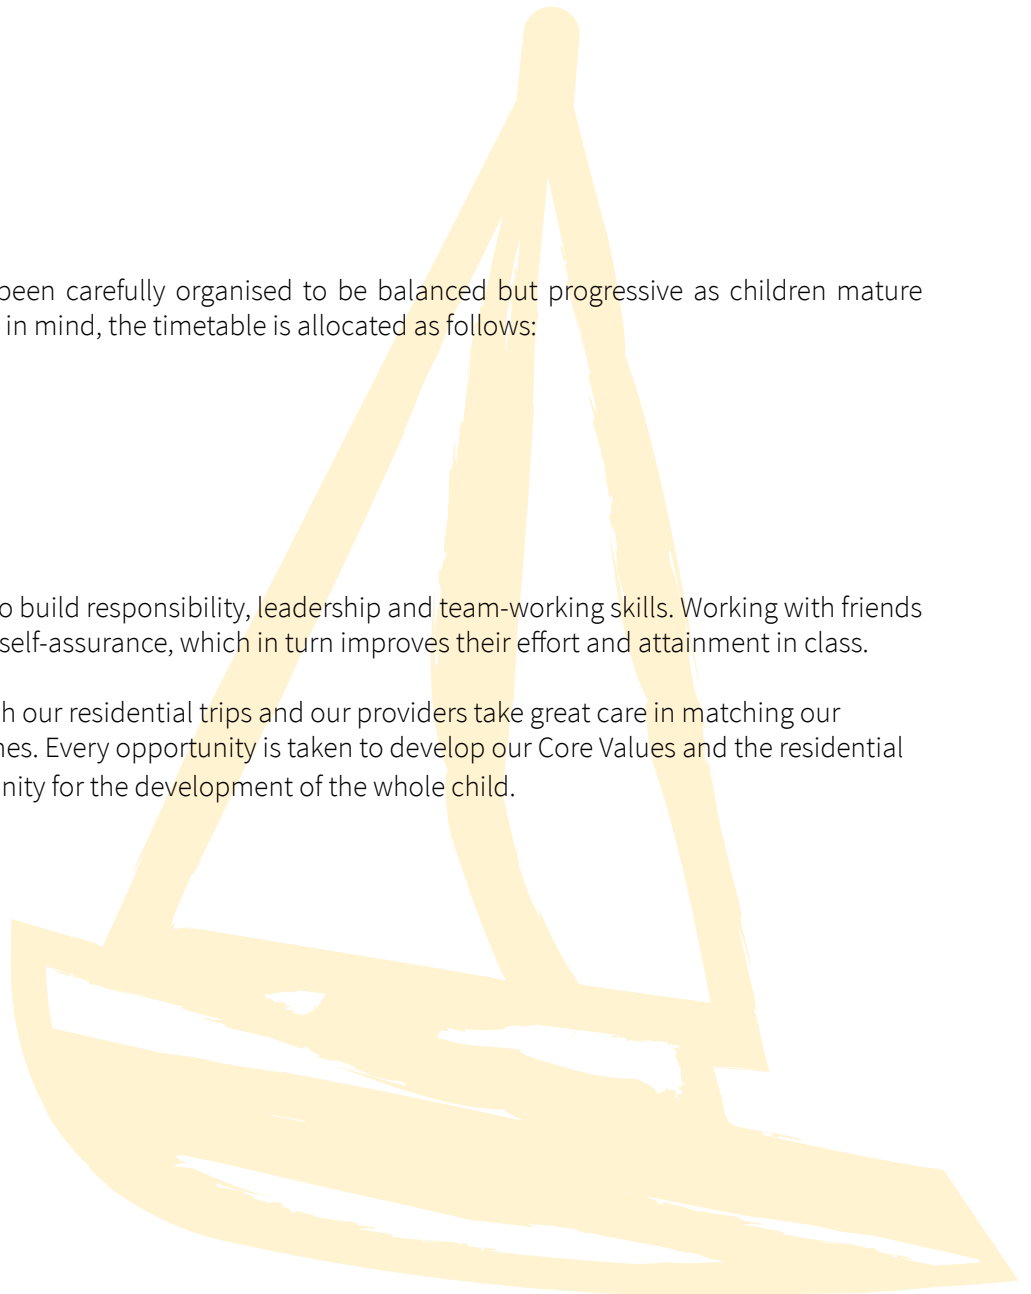 been carefully organised to be balanced but progressive as children mature
in mind, the timetable is allocated as follows:
o build responsibility, leadership and team-working skills. Working with friends
self-assurance, which in turn improves their effort and attainment in class.
h our residential trips and our providers take great care in matching our
nes. Every opportunity is taken to develop our Core Values and the residential
nity for the development of the whole child.